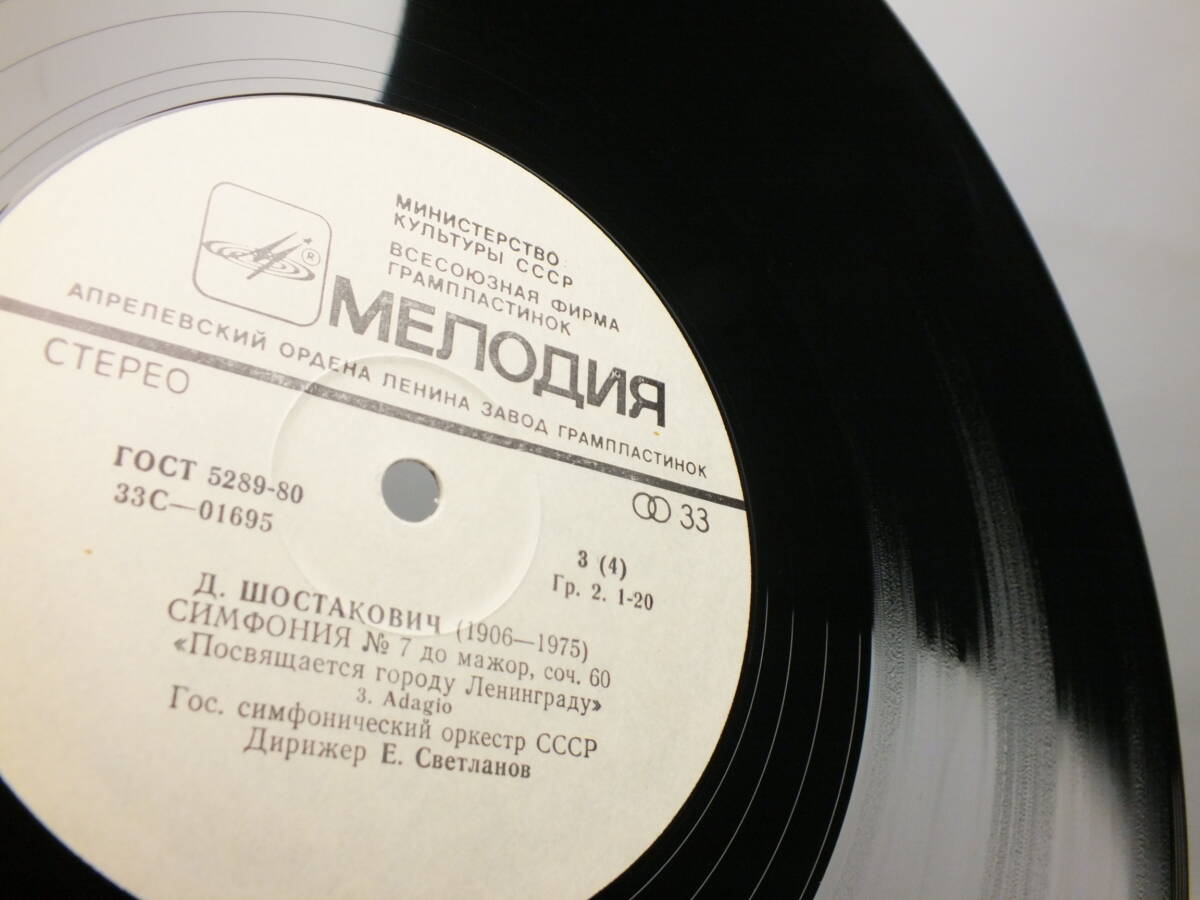 МИНИСТЕРСТВО
КУЛЬТУРЫ СССР
ВСЕСОЮЗНАЯ ФИРМА
ГРАМПЛАСТИНОК
®
МЕЛОДИЯ
АПРЕЛЕВСКИЙ ОРДЕНА ЛЕНИНА ЗАВОД ГРАМПЛАСТИНОК
СТЕРЕО
33
ГОСТ 5289-80
33С—01695
3 (4)
Гр. 2. 1-20
Д. ШОСТАКОВИЧ (1906—1975)
СИМФОНИЯ № 7 до мажор, соч. 60
«Посвящается городу Ленинграду»
3. Adagio
Гос. симфонический оркестр СССР
Дирижер Е. Светланов